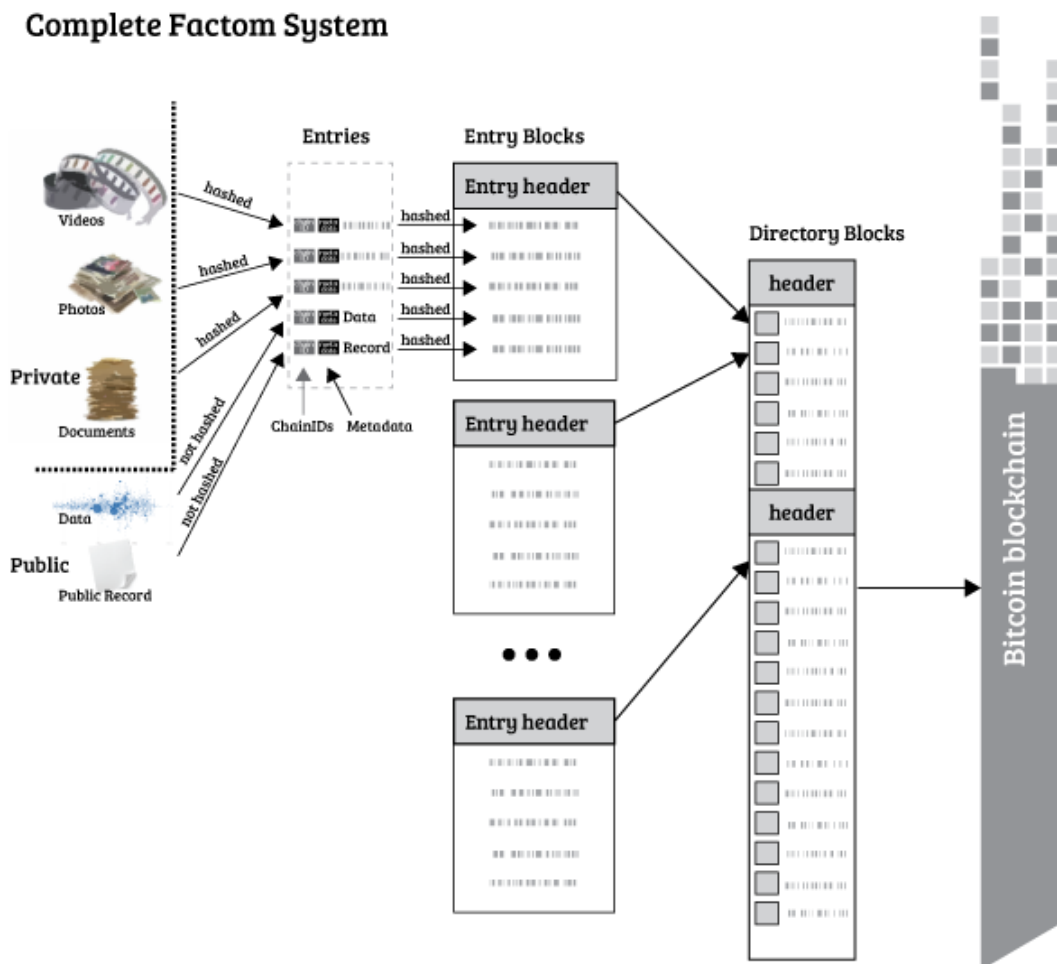 Complete Factom System
Entries
Entry Blocks
Directory Blocks
Videos
Photos
Private
Documents
Data
Public
Public Record
hashed
hashed
hashed
not hashed
not hashed
Data
Record
ChainIDs
Metadata
hashed
hashed
hashed
hashed
hashed
Entry header
Entry header
Entry header
header
header
Bitcoin blockchain